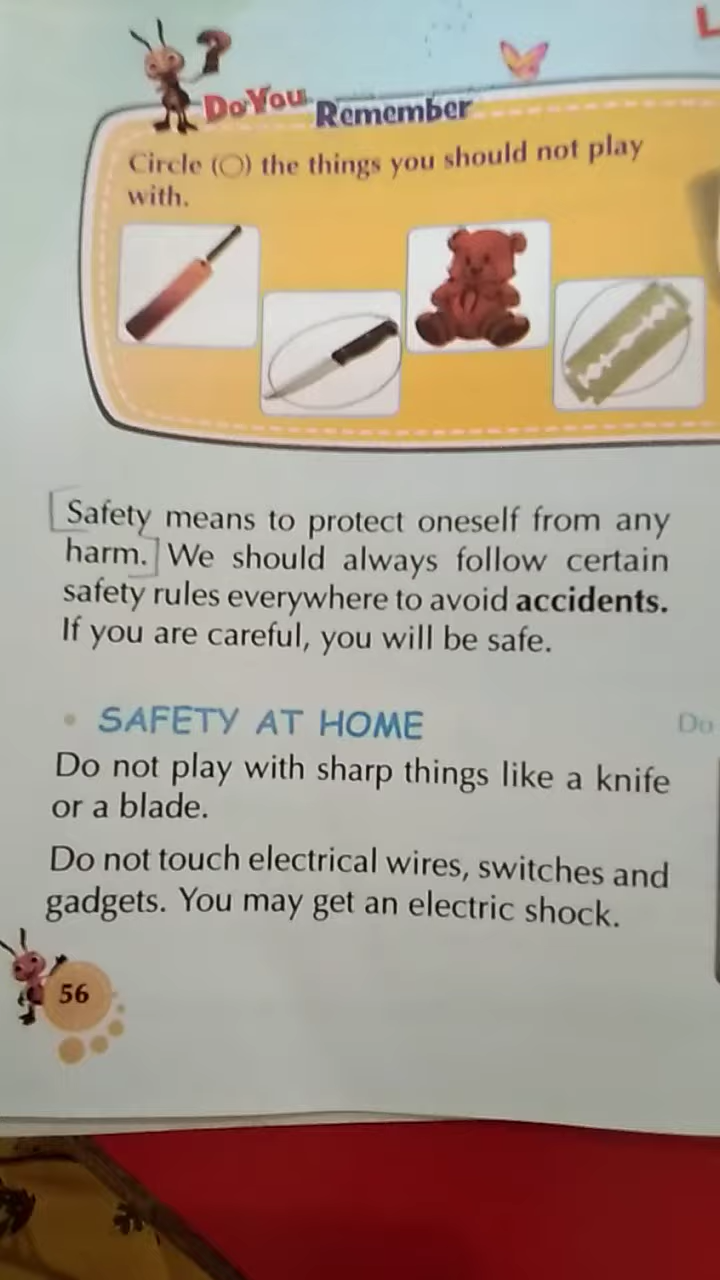 L
Do You Remember
Circle (○) the things you should not play
with.
Safety means to protect oneself from any
harm. We should always follow certain
safety rules everywhere to avoid accidents.
If you are careful, you will be safe.
• SAFETY AT HOME
Do
Do not play with sharp things like a knife
or a blade.
Do not touch electrical wires, switches and
gadgets. You may get an electric shock.
56